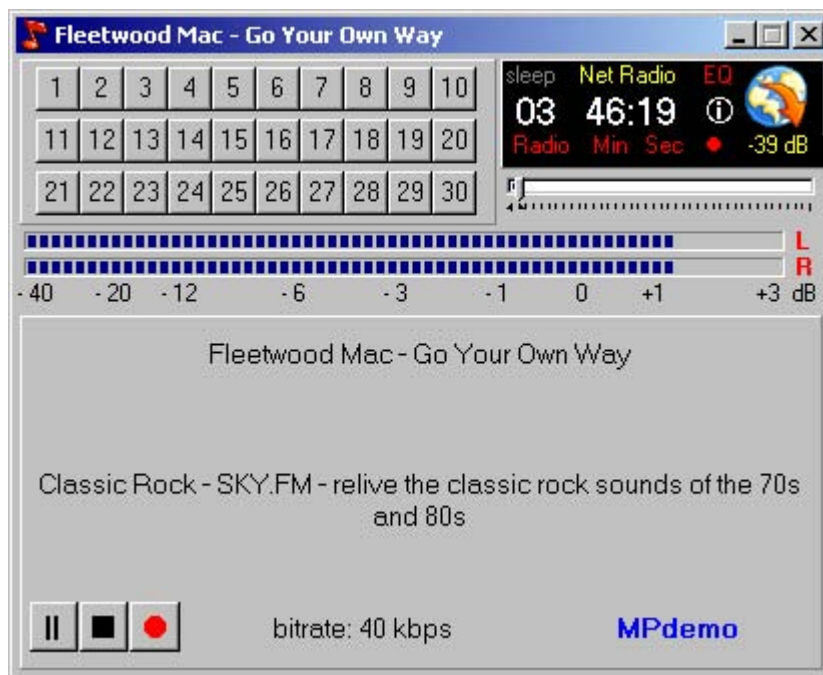 Fleetwood Mac - Go Your Own Way
1 2 3 4 5 6 7 8 9 10
11 12 13 14 15 16 17 18 19 20
21 22 23 24 25 26 27 28 29 30
sleep Net Radio EQ
03 46:19
Radio Min Sec -39 dB
L
R
- 40 - 20 - 12 - 6 - 3 - 1 0 +1 +3 dB
Fleetwood Mac - Go Your Own Way
Classic Rock - SKY.FM - relive the classic rock sounds of the 70s
and 80s
bitrate: 40 kbps MPdemo